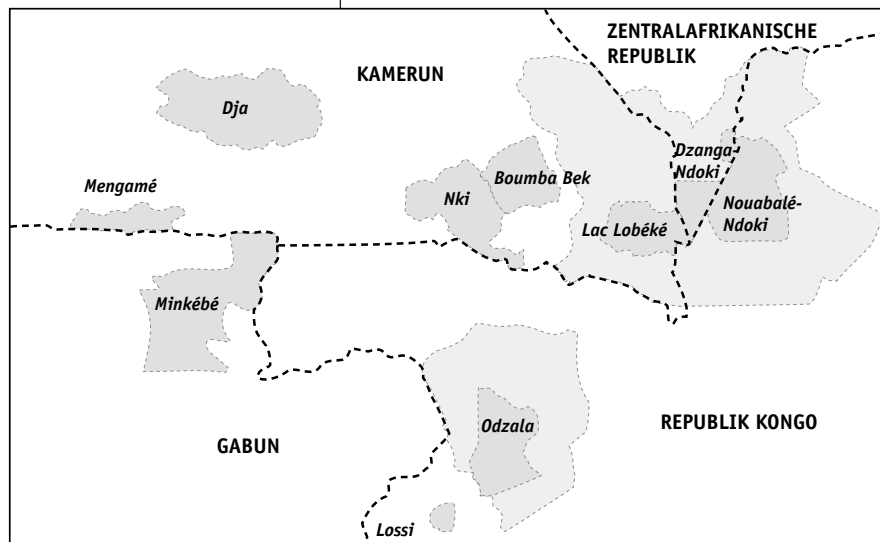 ZENTRALAFRIKANISCHE
REPUBLIK
KAMERUN
Dja
Dzanga-
Ndoki
Mengamé
Boumba Bek
Nki
Nouabalé-
Ndoki
Lac Lobéké
Minkébé
REPUBLIK KONGO
Odzala
GABUN
Lossi